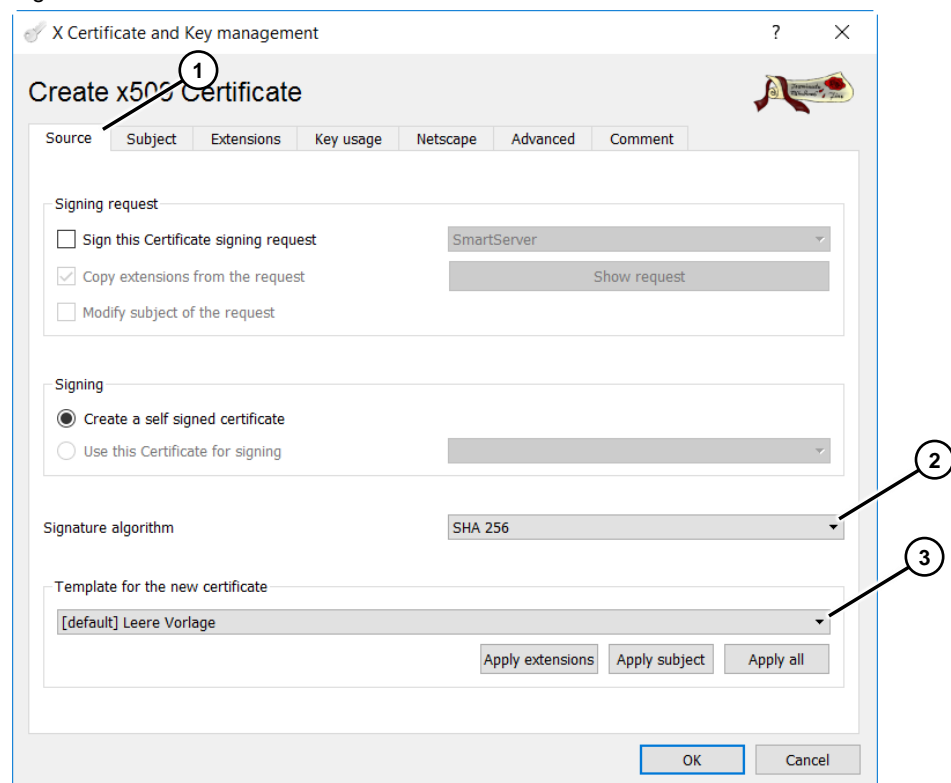 X Certificate and Key management ?
1
Create x509 Certificate
Source Subject Extensions Key usage Netscape Advanced Comment
Signing request
Sign this Certificate signing request SmartServer
Copy extensions from the request Show request
Modify subject of the request
Signing
Create a self signed certificate
Use this Certificate for signing
2
Signature algorithm SHA 256
3
Template for the new certificate
[default] Leere Vorlage
Apply extensions Apply subject Apply all
OK Cancel